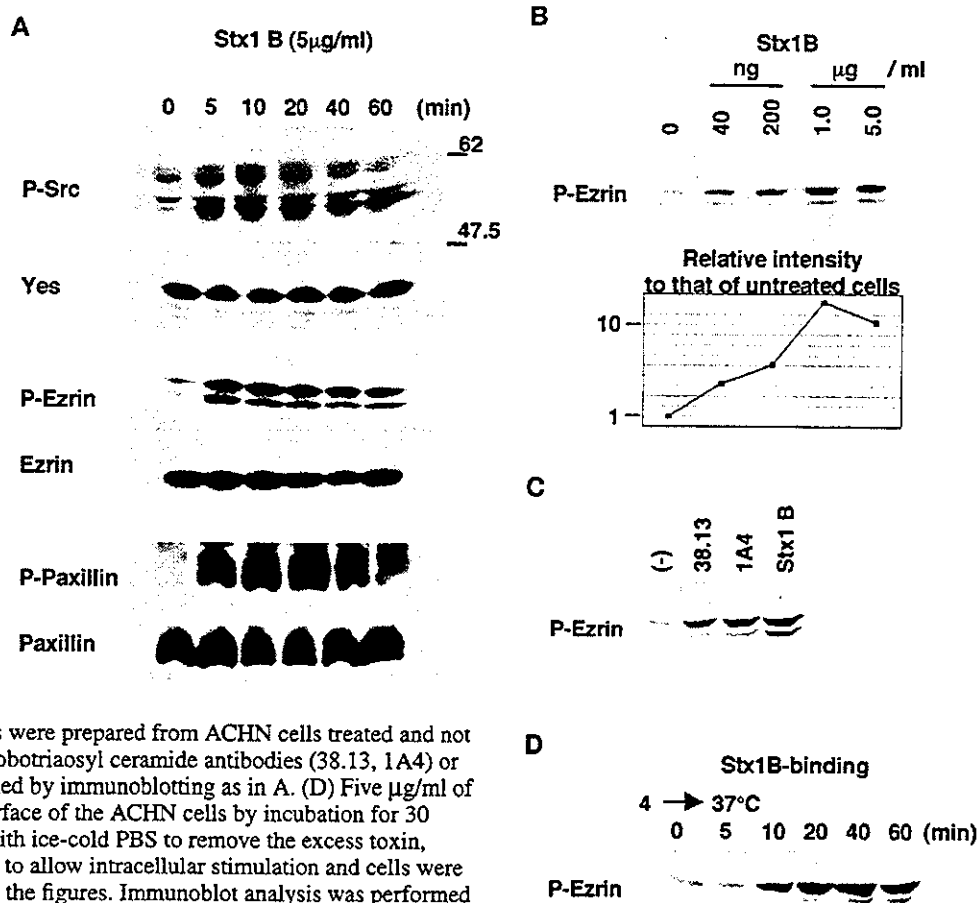 A
Stx1 B (5μg/ml)
0 5 10 20 40 60 (min)
62
P-Src
47.5
Yes
P-Ezrin
Ezrin
P-Paxillin
Paxillin
B
Stx1B
ng μg / ml
0 40 200 1.0 5.0
P-Ezrin
Relative intensity
to that of untreated cells
10
1
C
(-) 38.13 1A4 Stx1 B
P-Ezrin
s were prepared from ACHN cells treated and not
obotriaosyl ceramide antibodies (38.13, 1A4) or
ed by immunoblotting as in A. (D) Five μg/ml of
rface of the ACHN cells by incubation for 30
ith ice-cold PBS to remove the excess toxin,
to allow intracellular stimulation and cells were
the figures. Immunoblot analysis was performed
D
Stx1B-binding
4 → 37°C
0 5 10 20 40 60 (min)
P-Ezrin